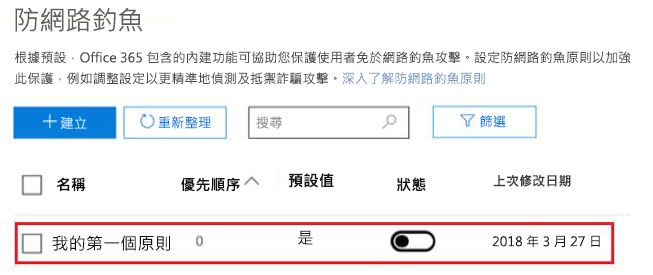 防網路釣魚
根據預設，Office 365 包含的內建功能可協助您保護使用者免於網路釣魚攻擊。設定防網路釣魚原則以加強
此保護，例如調整設定以更精準地偵測及抵禦詐騙攻擊。深入了解防網路釣魚原則
＋建立 重新整理 搜尋 篩選
名稱 優先順序 預設值 狀態 上次修改日期
我的第一個原則 0 是 2018 年 3 月 27 日